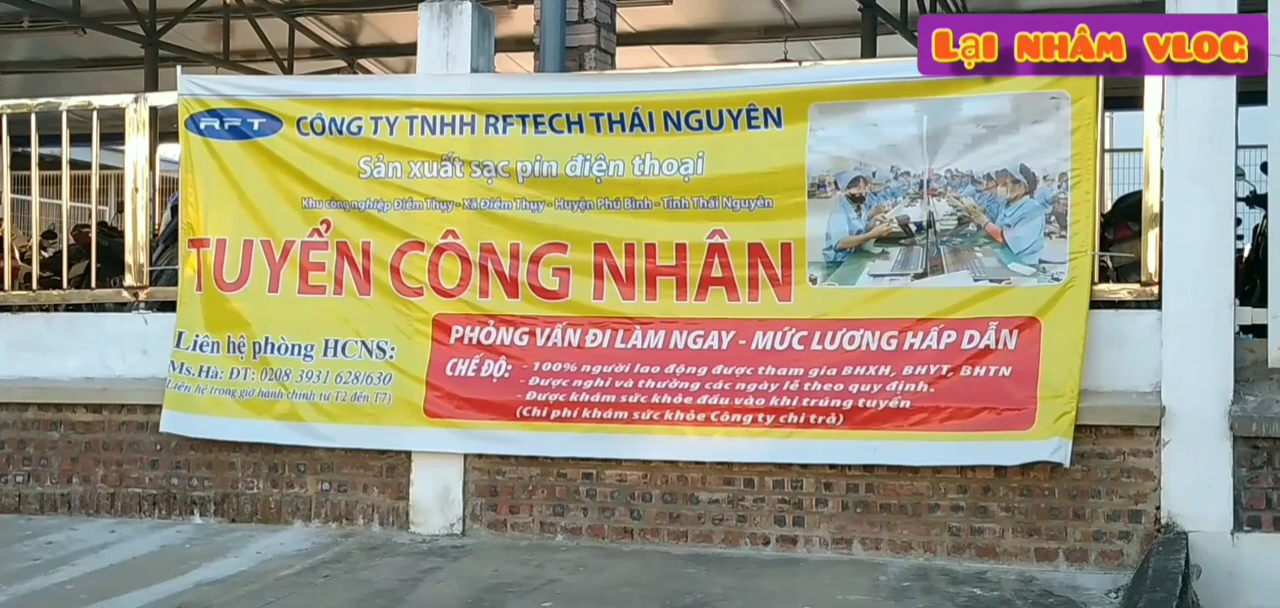 Lại NHÂM VLOG
RFT
CÔNG TY TNHH RFTECH THÁI NGUYÊN
Sản xuất sạc pin điện thoại
Khu công nghiệp Điềm Thụy - Xã Điềm Thụy - Huyện Phú Bình - Tỉnh Thái Nguyên
TUYỂN CÔNG NHÂN
Liên hệ phòng HCNS:
Ms.Hà: ĐT: 0208 3931 628/630
Liên hệ trong giờ hành chính từ T2 đến T7)
PHỎNG VẤN ĐI LÀM NGAY - MỨC LƯƠNG HẤP DẪN
CHẾ ĐỘ: - 100% người lao động được tham gia BHXH, BHYT, BHTN
- Được nghỉ và thưởng các ngày lễ theo quy định.
- Được khám sức khỏe đầu vào khi trúng tuyển
(Chi phí khám sức khỏe Công ty chi trả)